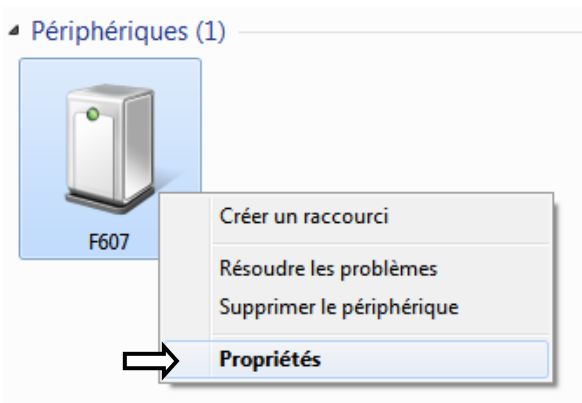 Périphériques (1)
F607
Créer un raccourci
Résoudre les problèmes
Supprimer le périphérique
Propriétés